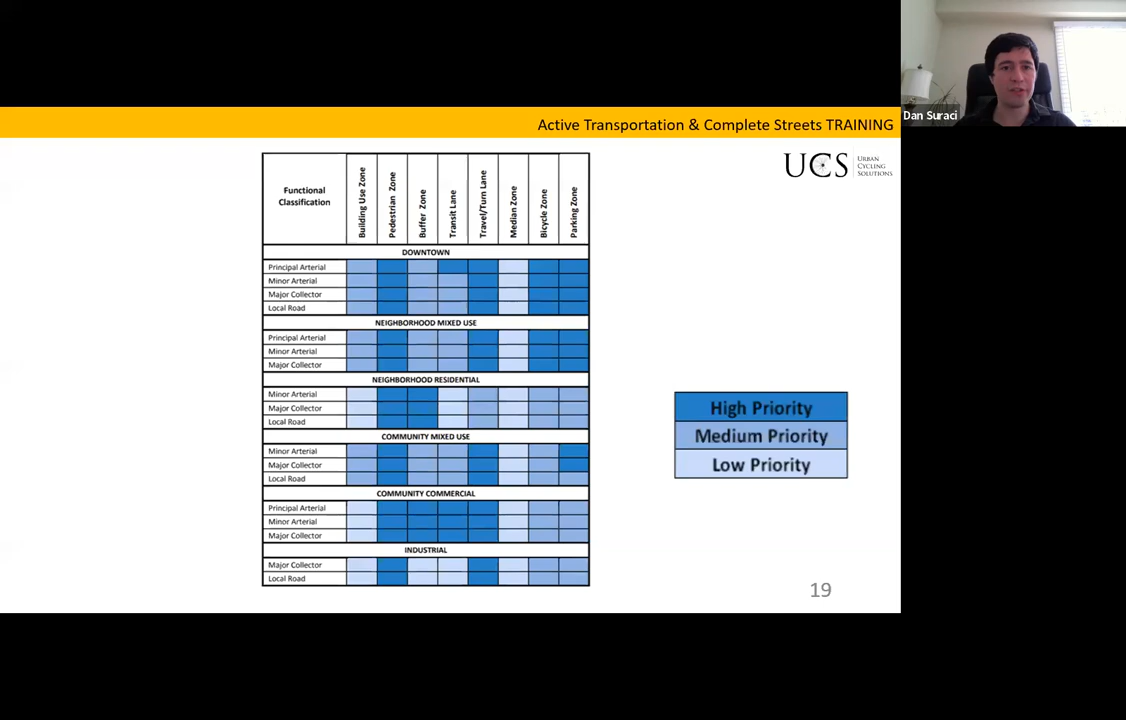 Dan Suraci
Active Transportation & Complete Streets TRAINING
UCS
URBAN
CYCLING
SOLUTIONS
Functional
Classification
Building Use Zone
Pedestrian Zone
Buffer Zone
Transit Lane
Travel/Turn Lane
Median Zone
Bicycle Zone
Parking Zone
DOWNTOWN
Principal Arterial
Minor Arterial
Major Collector
Local Road
NEIGHBORHOOD MIXED USE
Principal Arterial
Minor Arterial
Major Collector
NEIGHBORHOOD RESIDENTIAL
Minor Arterial
Major Collector
Local Road
COMMUNITY MIXED USE
Minor Arterial
Major Collector
Local Road
COMMUNITY COMMERCIAL
Principal Arterial
Minor Arterial
Major Collector
INDUSTRIAL
Major Collector
Local Road
High Priority
Medium Priority
Low Priority
19